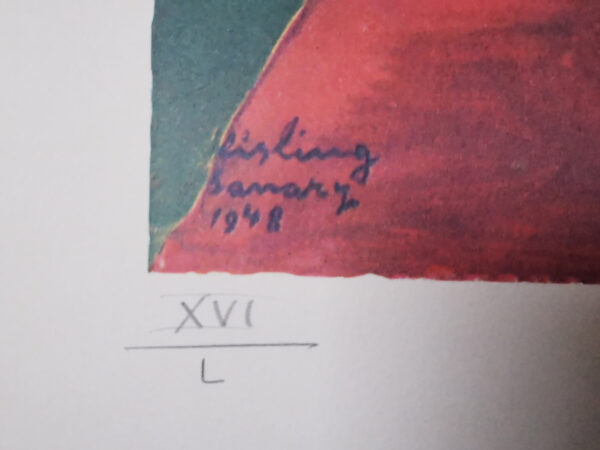 Kisling
Sanary
1948
XVI
L